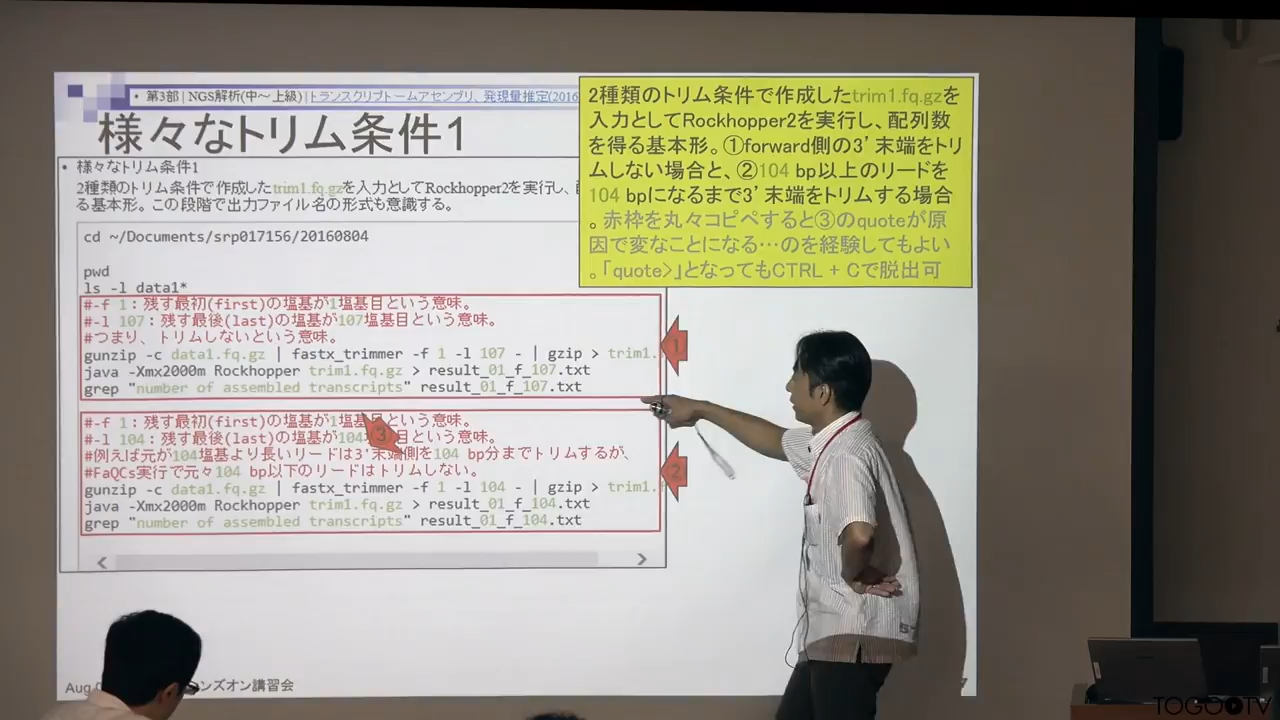 • 第3部 | NGS解析(中～上級) | トランスクリプトームアセンブリ、発現量推定(2016
様々なトリム条件1
• 様々なトリム条件1
2種類のトリム条件で作成したtrim1.fq.gzを入力としてRockhopper2を実行し、
る基本形。この段階で出力ファイル名の形式も意識する。
cd ~/Documents/srp017156/20160804
pwd
ls -l data1*
#-f 1：残す最初(first)の塩基が1塩基目という意味。
#-l 107：残す最後(last)の塩基が107塩基目という意味。
#つまり、トリムしないという意味。
gunzip -c data1.fq.gz | fastx_trimmer -f 1 -l 107 - | gzip > trim1.
java -Xmx2000m Rockhopper trim1.fq.gz > result_01_f_107.txt
grep "number of assembled transcripts" result_01_f_107.txt
#-f 1：残す最初(first)の塩基が1塩基目という意味。
#-l 104：残す最後(last)の塩基が104 目という意味。
#例えば元が104塩基より長いリードは3'末端側を104 bp分までトリムするが、
#FaQCs実行で元々104 bp以下のリードはトリムしない。
gunzip -c data1.fq.gz | fastx_trimmer -f 1 -l 104 - | gzip > trim1.
java -Xmx2000m Rockhopper trim1.fq.gz > result_01_f_104.txt
grep "number of assembled transcripts" result_01_f_104.txt
①
②
③
2種類のトリム条件で作成したtrim1.fq.gzを
入力としてRockhopper2を実行し、配列数
を得る基本形。①forward側の3'末端をトリ
ムしない場合と、②104 bp以上のリードを
104 bpになるまで3'末端をトリムする場合
。赤枠を丸々コピペすると③のquoteが原
因で変なことになる…のを経験してもよい
。「quote>」となってもCTRL + Cで脱出可
Aug
ンズオン講習会
7
TOGOTV